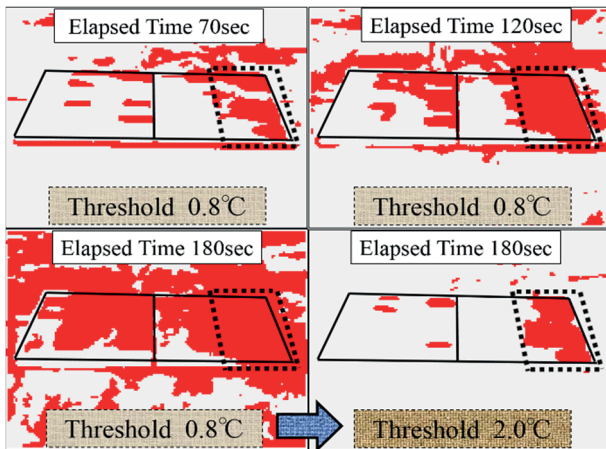 Elapsed Time 70sec
Elapsed Time 120sec
Threshold 0.8℃
Threshold 0.8℃
Elapsed Time 180sec
Elapsed Time 180sec
Threshold 0.8℃
Threshold 2.0℃